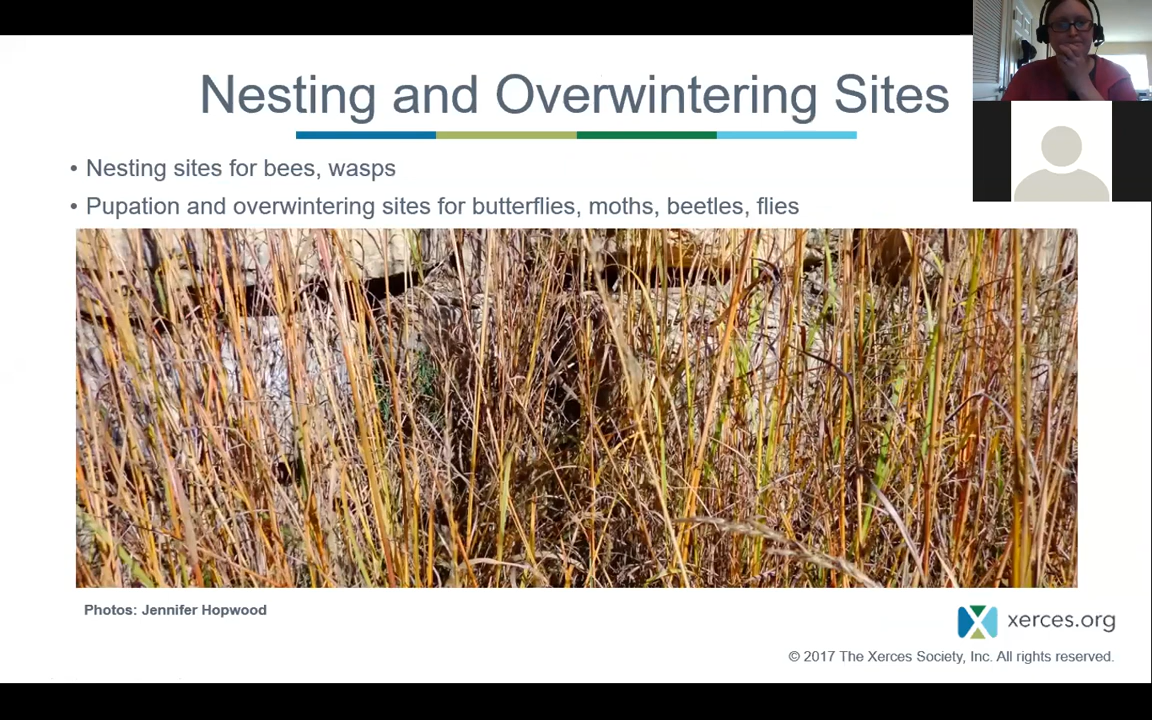 Nesting and Overwintering Sites
• Nesting sites for bees, wasps
• Pupation and overwintering sites for butterflies, moths, beetles, flies
Photos: Jennifer Hopwood
xerces.org
© 2017 The Xerces Society, Inc. All rights reserved.